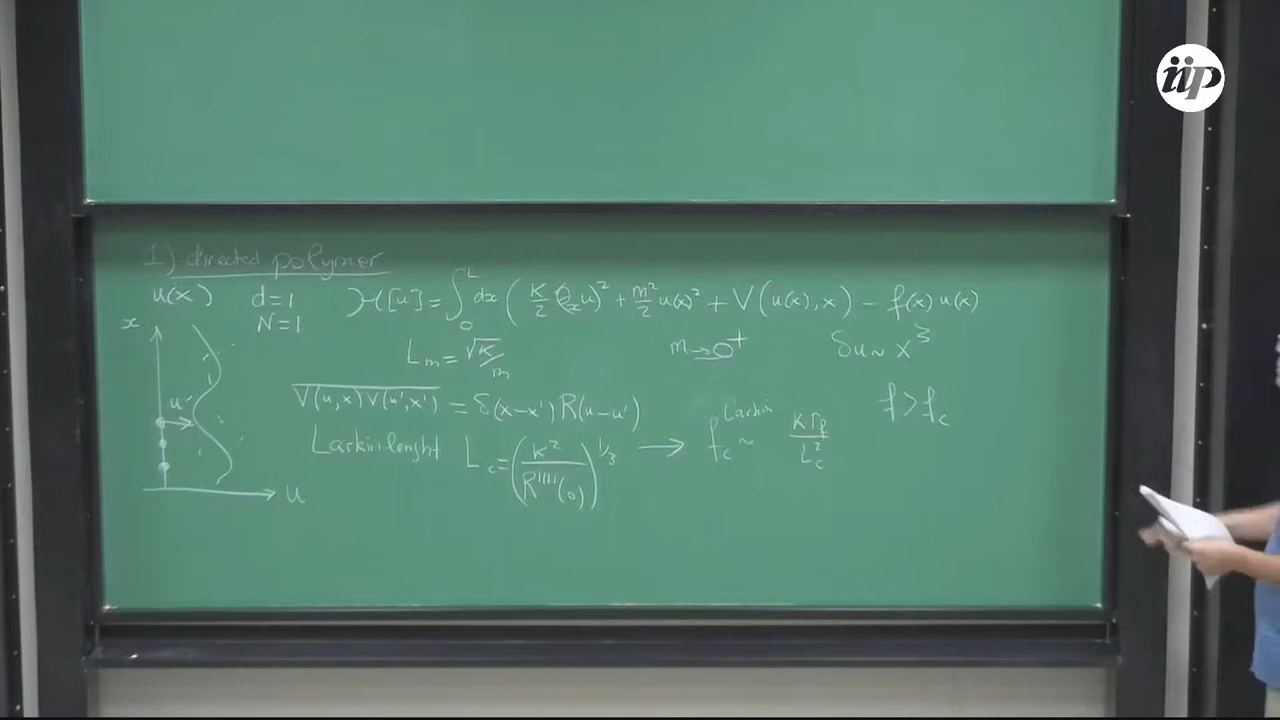 1) directed polymer
u(x) d=1 H[u] = ∫₀ᴸ dx ( K/2 (∂ₓu)² + m²/2 u(x)² + V(u(x),x) − f(x) u(x)
N=1
x
L_m = √K/m m→0⁺ δu ~ x^ζ
V(u,x) V(u',x') = δ(x−x') R(u−u') f > f_c
u
Larkin lenght L_c = (K²/R''''(0))^{1/3} → f_c^{Larkin} ~ K r_f/L_c²
u
iip